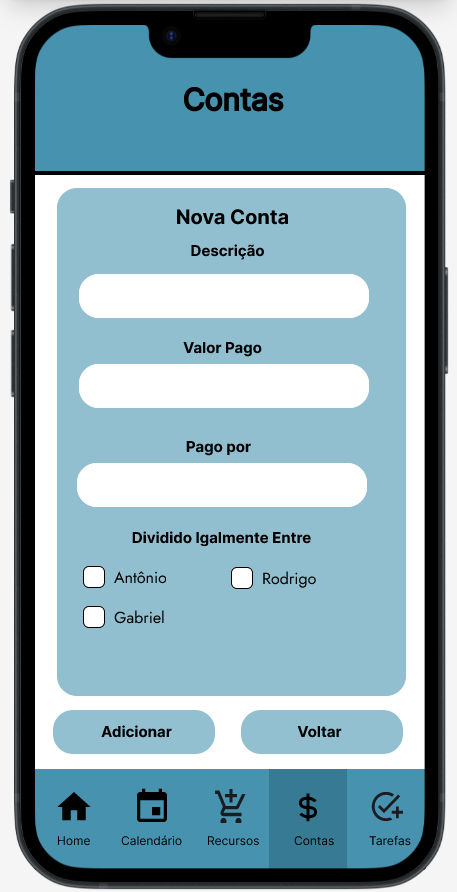 Contas
Nova Conta
Descrição
Valor Pago
Pago por
Dividido Igalmente Entre
Antônio Rodrigo
Gabriel
Adicionar Voltar
Home Calendário Recursos Contas Tarefas